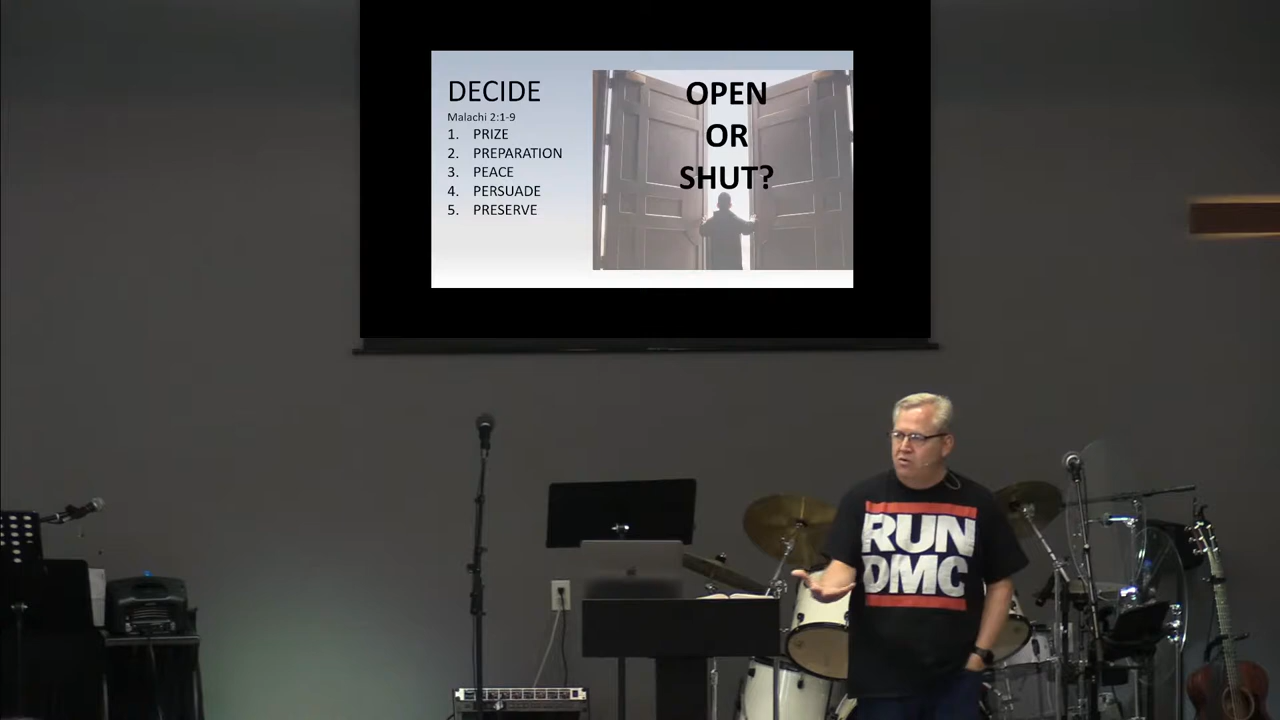 DECIDE
Malachi 2:1-9
1. PRIZE
2. PREPARATION
3. PEACE
4. PERSUADE
5. PRESERVE
OPEN
OR
SHUT?
RUN
DMC